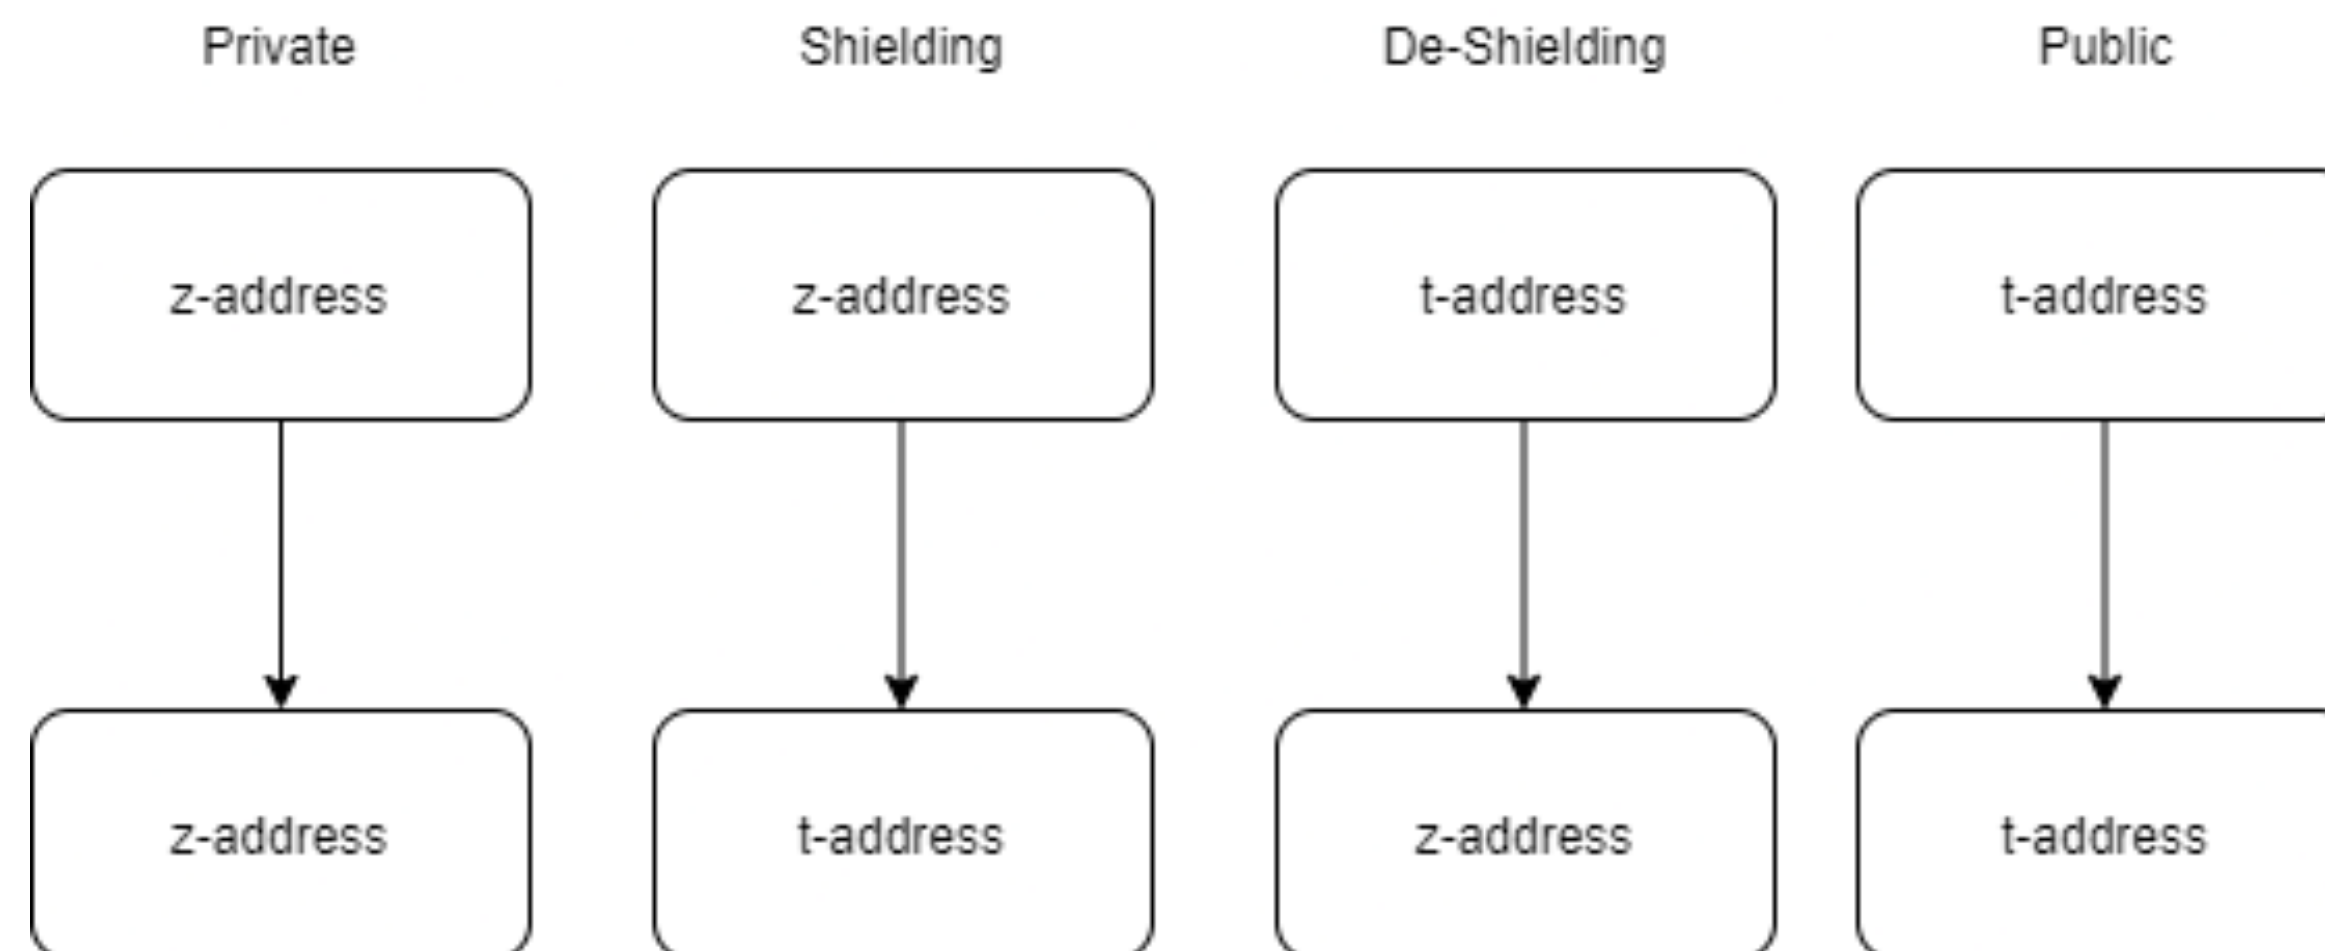 Private
Shielding
De-Shielding
Public
z-address
z-address
t-address
t-address
z-address
t-address
z-address
t-address